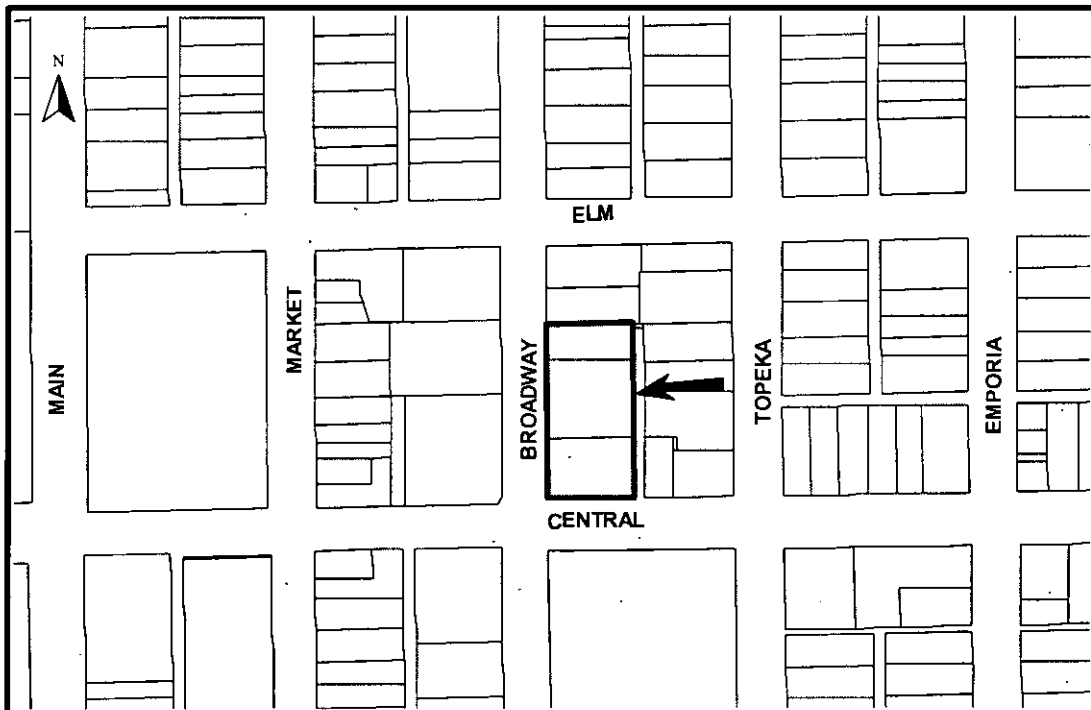 N
ELM
MAIN
MARKET
BROADWAY
TOPEKA
EMPORIA
CENTRAL